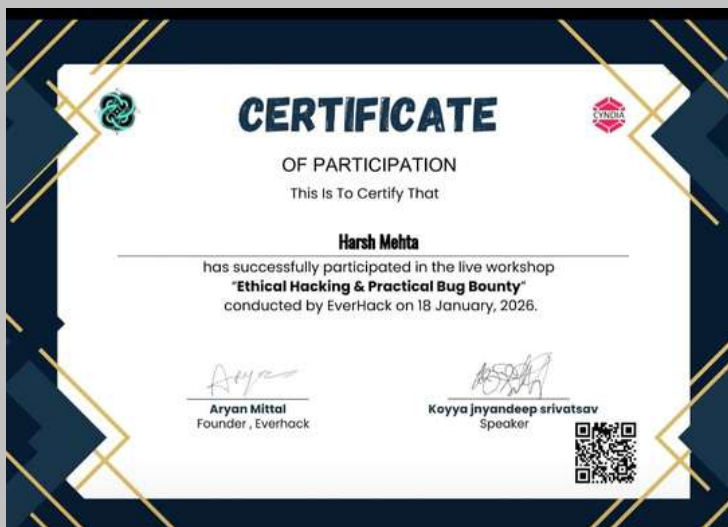 CERTIFICATE
CYNDIA
OF PARTICIPATION
This Is To Certify That
Harsh Mehta
has successfully participated in the live workshop
"Ethical Hacking & Practical Bug Bounty"
conducted by EverHack on 18 January, 2026.
Aryan Mittal
Founder , Everhack
Koyya jnyandeep srivatsav
Speaker